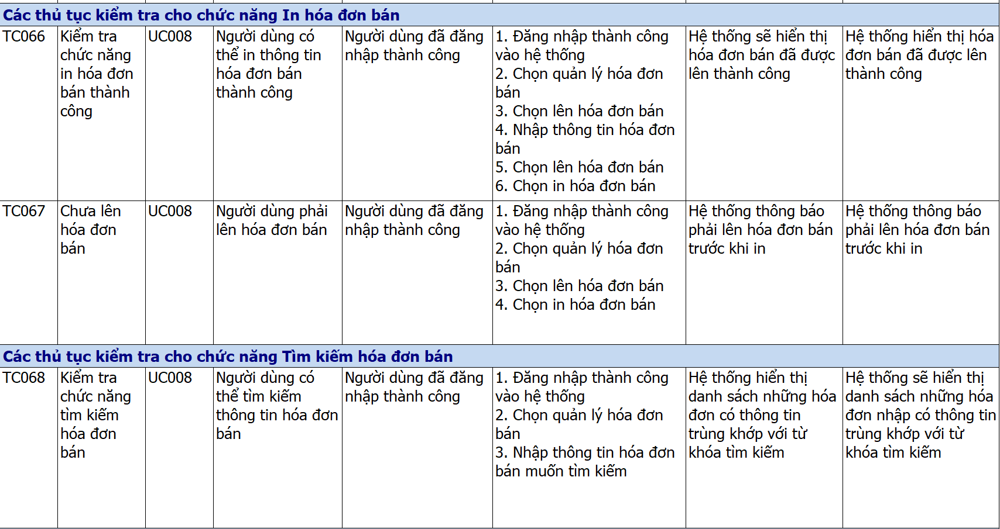 Các thủ tục kiểm tra cho chức năng In hóa đơn bán
TC066
Kiểm tra
chức năng
in hóa đơn
bán thành
công
UC008
Người dùng có
thể in thông tin
hóa đơn bán
thành công
Người dùng đã đăng
nhập thành công
1. Đăng nhập thành công
vào hệ thống
2. Chọn quản lý hóa đơn
bán
3. Chọn lên hóa đơn bán
4. Nhập thông tin hóa đơn
bán
5. Chọn lên hóa đơn bán
6. Chọn in hóa đơn bán
Hệ thống sẽ hiển thị
hóa đơn bán đã được
lên thành công
Hệ thống hiển thị hóa
đơn bán đã được lên
thành công
TC067
Chưa lên
hóa đơn
bán
UC008
Người dùng phải
lên hóa đơn bán
Người dùng đã đăng
nhập thành công
1. Đăng nhập thành công
vào hệ thống
2. Chọn quản lý hóa đơn
bán
3. Chọn lên hóa đơn bán
4. Chọn in hóa đơn bán
Hệ thống thông báo
phải lên hóa đơn bán
trước khi in
Hệ thống thông báo
phải lên hóa đơn bán
trước khi in
Các thủ tục kiểm tra cho chức năng Tìm kiếm hóa đơn bán
TC068
Kiểm tra
chức năng
tìm kiếm
hóa đơn
bán
UC008
Người dùng có
thể tìm kiếm
thông tin hóa đơn
bán
Người dùng đã đăng
nhập thành công
1. Đăng nhập thành công
vào hệ thống
2. Chọn quản lý hóa đơn
bán
3. Nhập thông tin hóa đơn
bán muốn tìm kiếm
Hệ thống hiển thị
danh sách những hóa
đơn có thông tin
trùng khớp với từ
khóa tìm kiếm
Hệ thống sẽ hiển thị
danh sách những hóa
đơn nhập có thông tin
trùng khớp với từ
khóa tìm kiếm